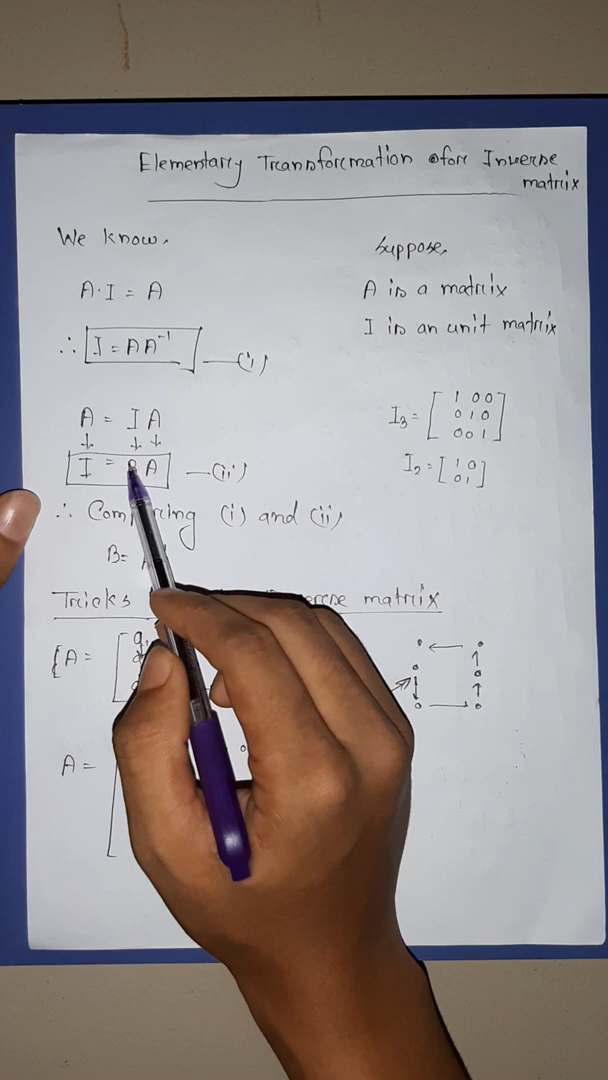 Elementary Transformation for Inverse
matrix
We know,
A·I = A
∴ I = AA⁻¹ —(i)
A = I A
↓ ↓ ↓
I = B A —(ii)
∴ Comparing (i) and (ii)
B =
Suppose,
A is a matrix
I is an unit matrix
I₃ = [1 0 0
0 1 0
0 0 1]
I₂ = [1 0
0 1]
Tricks matrix
{A = [
A = [